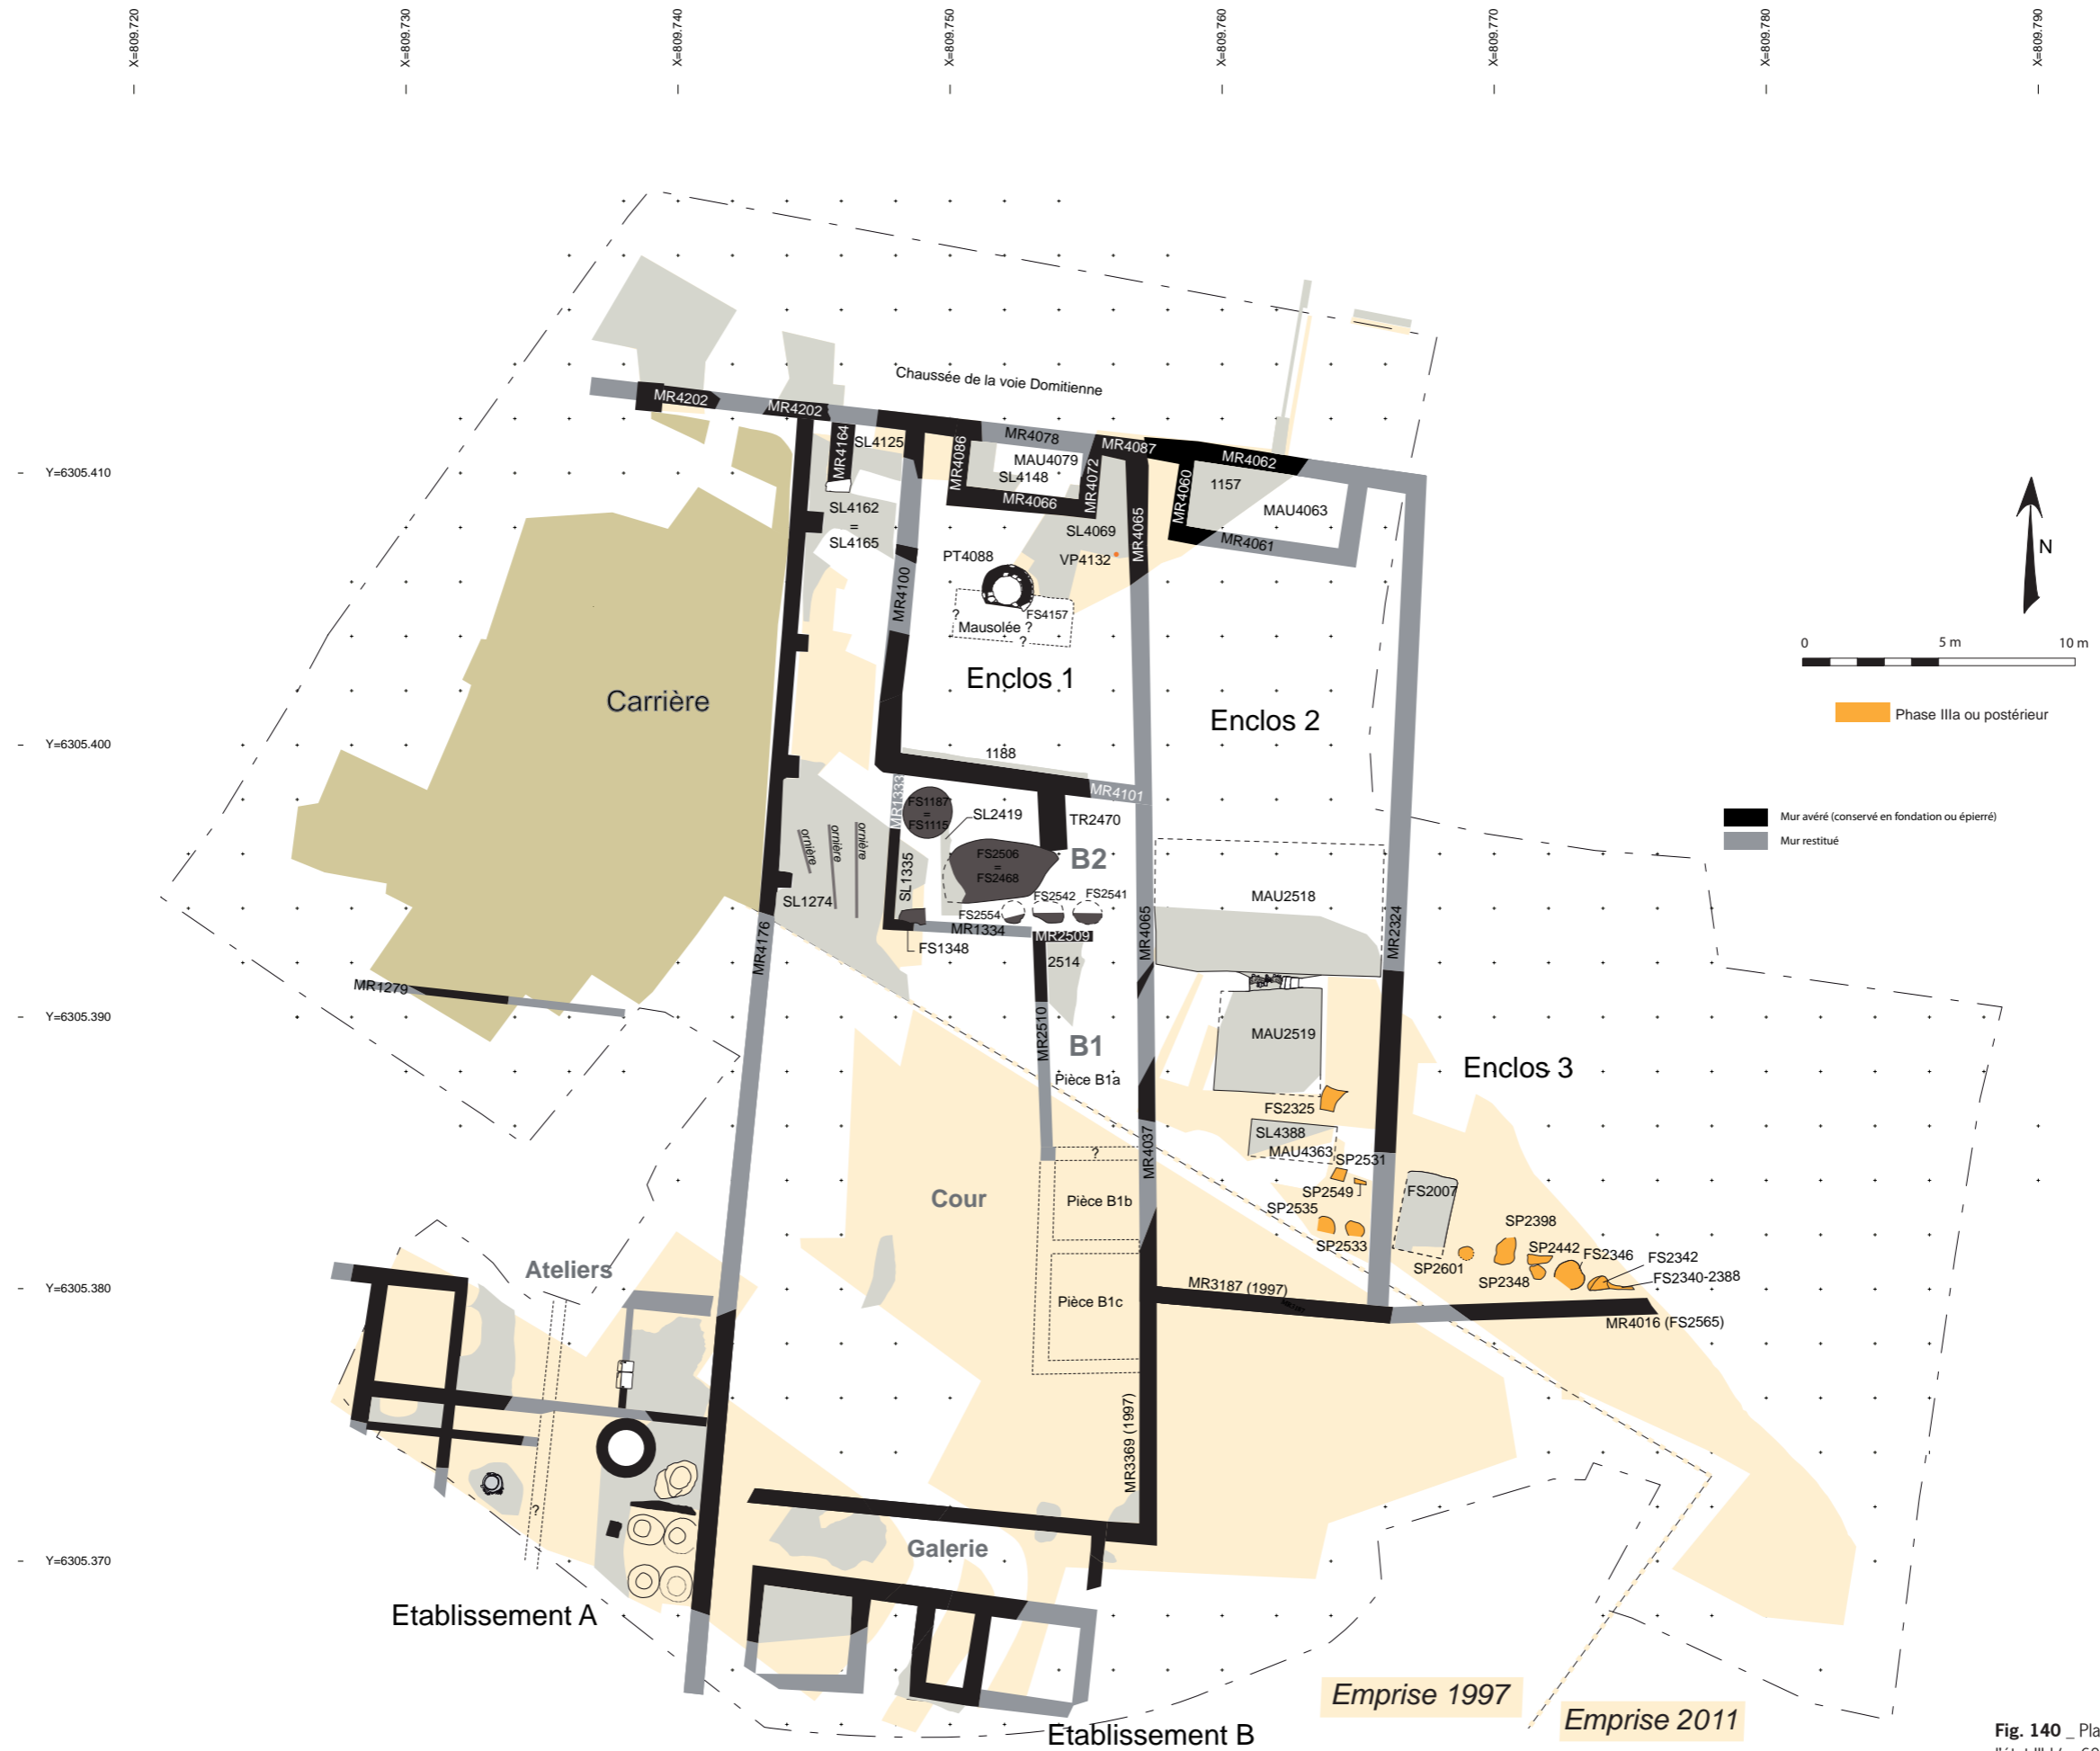 X=809.720
X=809.730
X=809.740
X=809.750
X=809.760
X=809.770
X=809.780
X=809.790
Chaussée de la voie Domitienne
MR4202
MR4202
MR4164
SL4125
MR4086
MR4078
MAU4079
SL4148
MR4072
MR4066
MR4087
MR4062
Y=6305.410
MR4060
1157
MAU4063
SL4162
=
SL4165
SL4069
MR4065
MR4061
PT4088
VP4132
N
MR4100
FS4157
?
Mausolée ?
?
0
5 m
10 m
Enclos 1
Carrière
Enclos 2
Phase IIIa ou postérieur
Y=6305.400
1188
MR4101
MR1333
FS1187
=
FS1115
SL2419
TR2470
Mur avéré (conservé en fondation ou épierré)
Mur restitué
ornière
ornière
ornière
SL1335
FS2506
=
FS2468
B2
SL1274
FS2542
FS2541
MAU2518
FS2554
MR1334
MR2509
MR4065
MR2324
FS1348
MR4176
2514
MR1279
Y=6305.390
MR2510
B1
MAU2519
Enclos 3
Pièce B1a
FS2325
MR4037
SL4388
MAU4363
?
SP2531
Cour
Pièce B1b
SP2549
FS2007
SP2535
SP2533
SP2398
SP2442
FS2346
FS2342
SP2601
SP2348
FS2340-2388
Ateliers
Y=6305.380
MR3187 (1997)
Pièce B1c
MR4016 (FS2565)
MR3369 (1997)
?
Galerie
Y=6305.370
Etablissement A
Emprise 1997
Emprise 2011
Etablissement B
Fig. 140 _ Pla